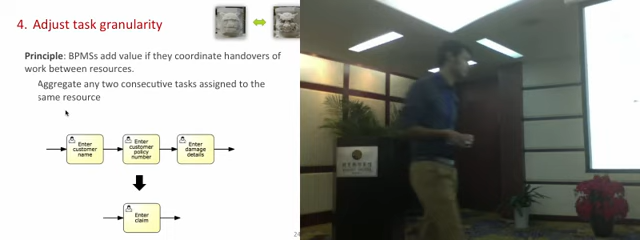 4. Adjust task granularity
Principle: BPMSs add value if they coordinate handovers of
work between resources.
Aggregate any two consecutive tasks assigned to the
same resource
Enter
customer
name
Enter
customer
policy
number
Enter
damage
details
Enter
claim